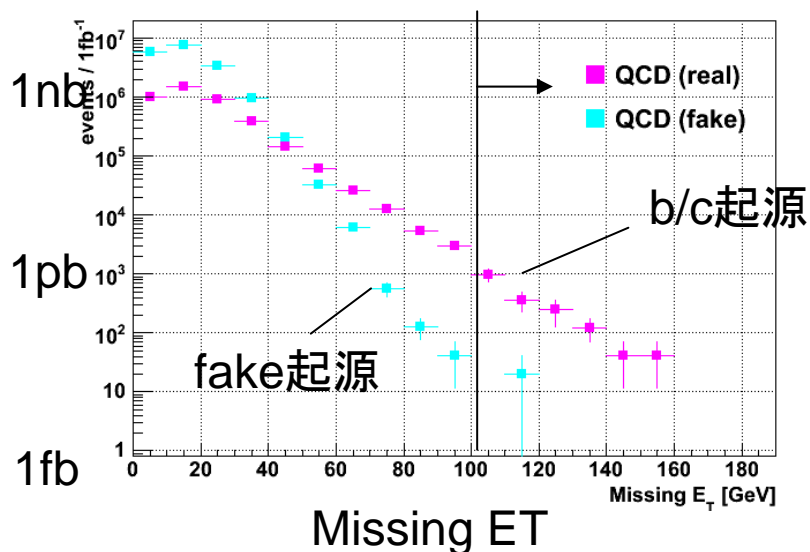 events / 1fb⁻¹
10⁷
10⁶
10⁵
10⁴
10³
10²
10
1
1nb
1pb
1fb
QCD (real)
QCD (fake)
b/c起源
fake起源
0 20 40 60 80 100 120 140 160 180
Missing E_T [GeV]
Missing ET